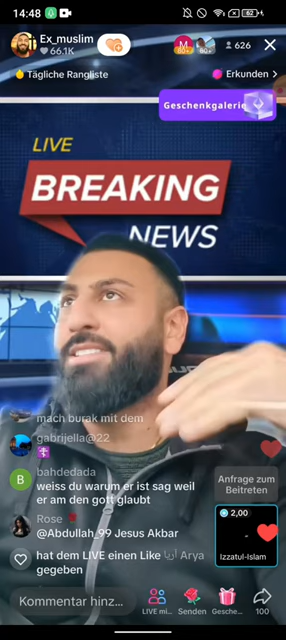 14:48
62
Ex_muslim
66.1K
60+
60+
626
Tägliche Rangliste
Erkunden
Geschenkgalerie
LIVE
BREAKING
NEWS
mach burak mit dem
gabrijella@22
B
bahdedada
weiss du warum er ist sag weil
er am den gott glaubt
Rose
@Abdullah_99 Jesus Akbar
hat dem LIVE einen Like
Arya
gegeben
Anfrage zum
Beitreten
2,00
Izzatul-Islam
Kommentar hinz...
LIVE mi...
Senden
Gesche...
100